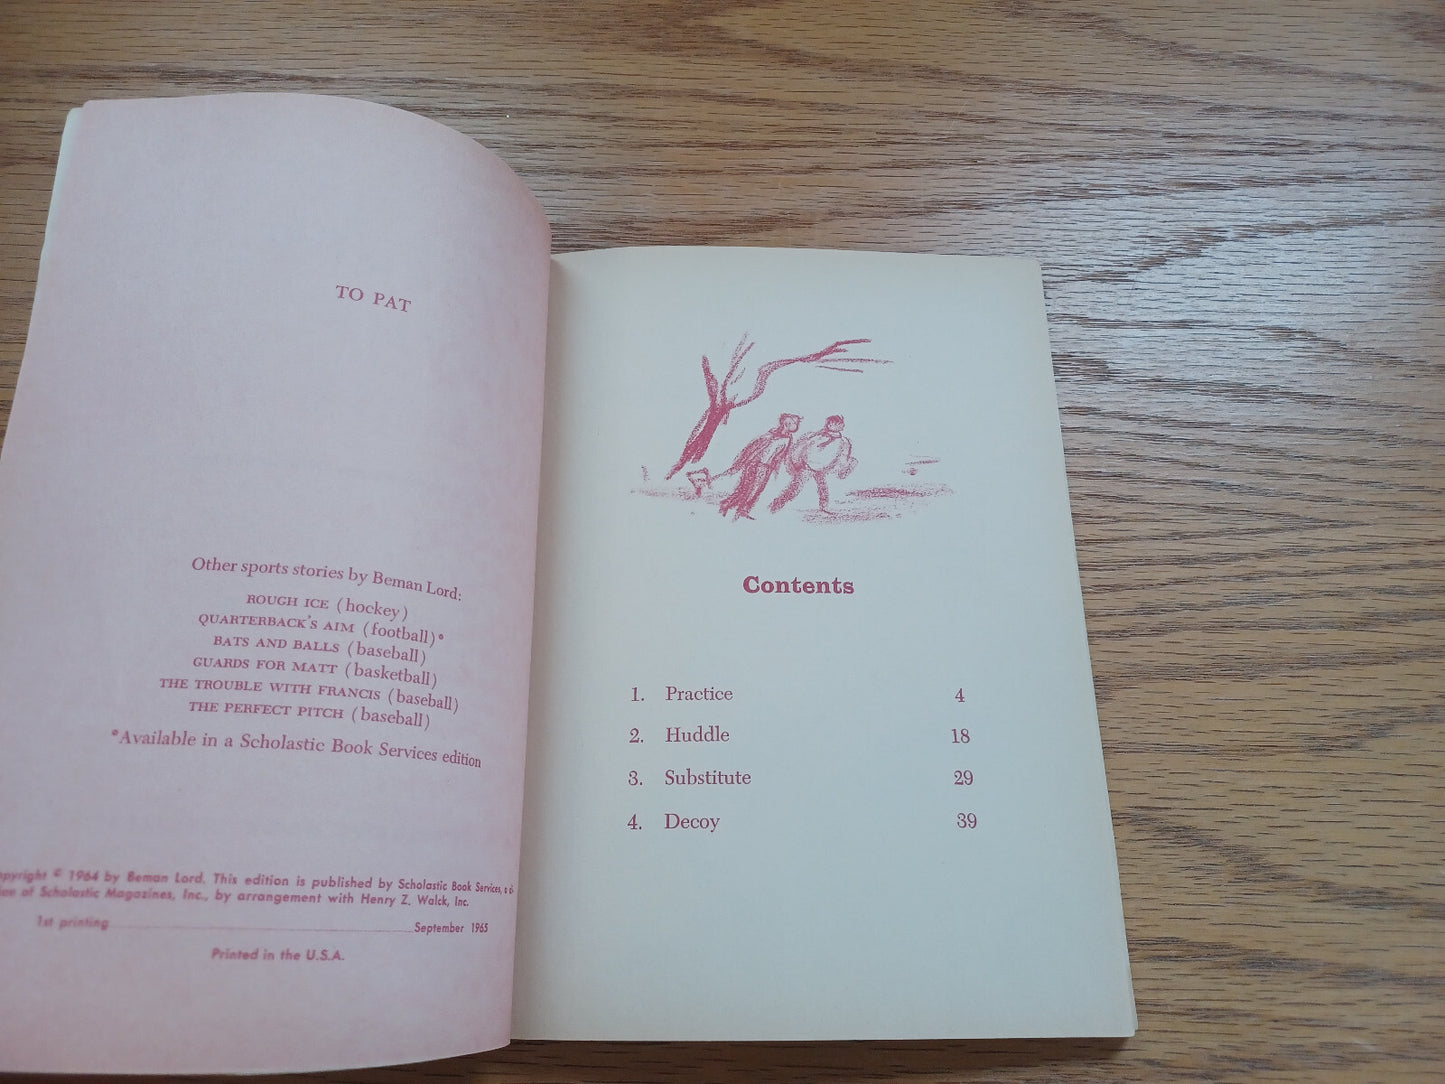 TO PAT
Other sports stories by Beman Lord:
ROUGH ICE (hockey)
QUARTERBACK'S AIM (football)*
BATS AND BALLS (baseball)
GUARDS FOR MATT (basketball)
THE TROUBLE WITH FRANCIS (baseball)
THE PERFECT PITCH (baseball)
*Available in a Scholastic Book Services edition
opyright © 1964 by Beman Lord. This edition is published by Scholastic Book Services, a di-
sion of Scholastic Magazines, Inc., by arrangement with Henry Z. Walck, Inc.
1st printing September 1965
Printed in the U.S.A.
Contents
1. Practice 4
2. Huddle 18
3. Substitute 29
4. Decoy 39